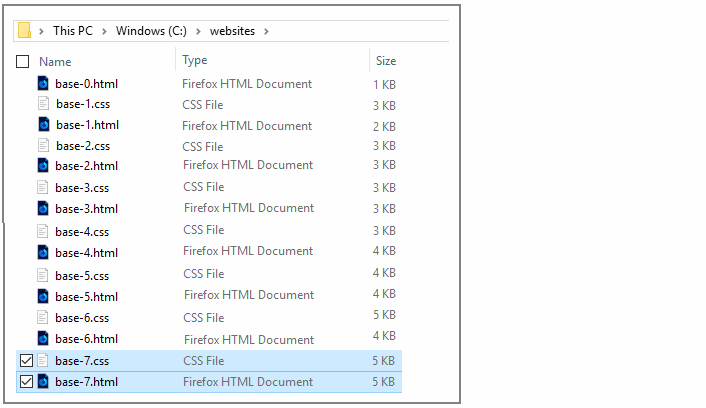 This PC > Windows (C:) > websites >
Name Type Size
base-0.html Firefox HTML Document 1 KB
base-1.css CSS File 3 KB
base-1.html Firefox HTML Document 2 KB
base-2.css CSS File 3 KB
base-2.html Firefox HTML Document 3 KB
base-3.css CSS File 3 KB
base-3.html Firefox HTML Document 3 KB
base-4.css CSS File 3 KB
base-4.html Firefox HTML Document 4 KB
base-5.css CSS File 4 KB
base-5.html Firefox HTML Document 4 KB
base-6.css CSS File 5 KB
base-6.html Firefox HTML Document 4 KB
base-7.css CSS File 5 KB
base-7.html Firefox HTML Document 5 KB